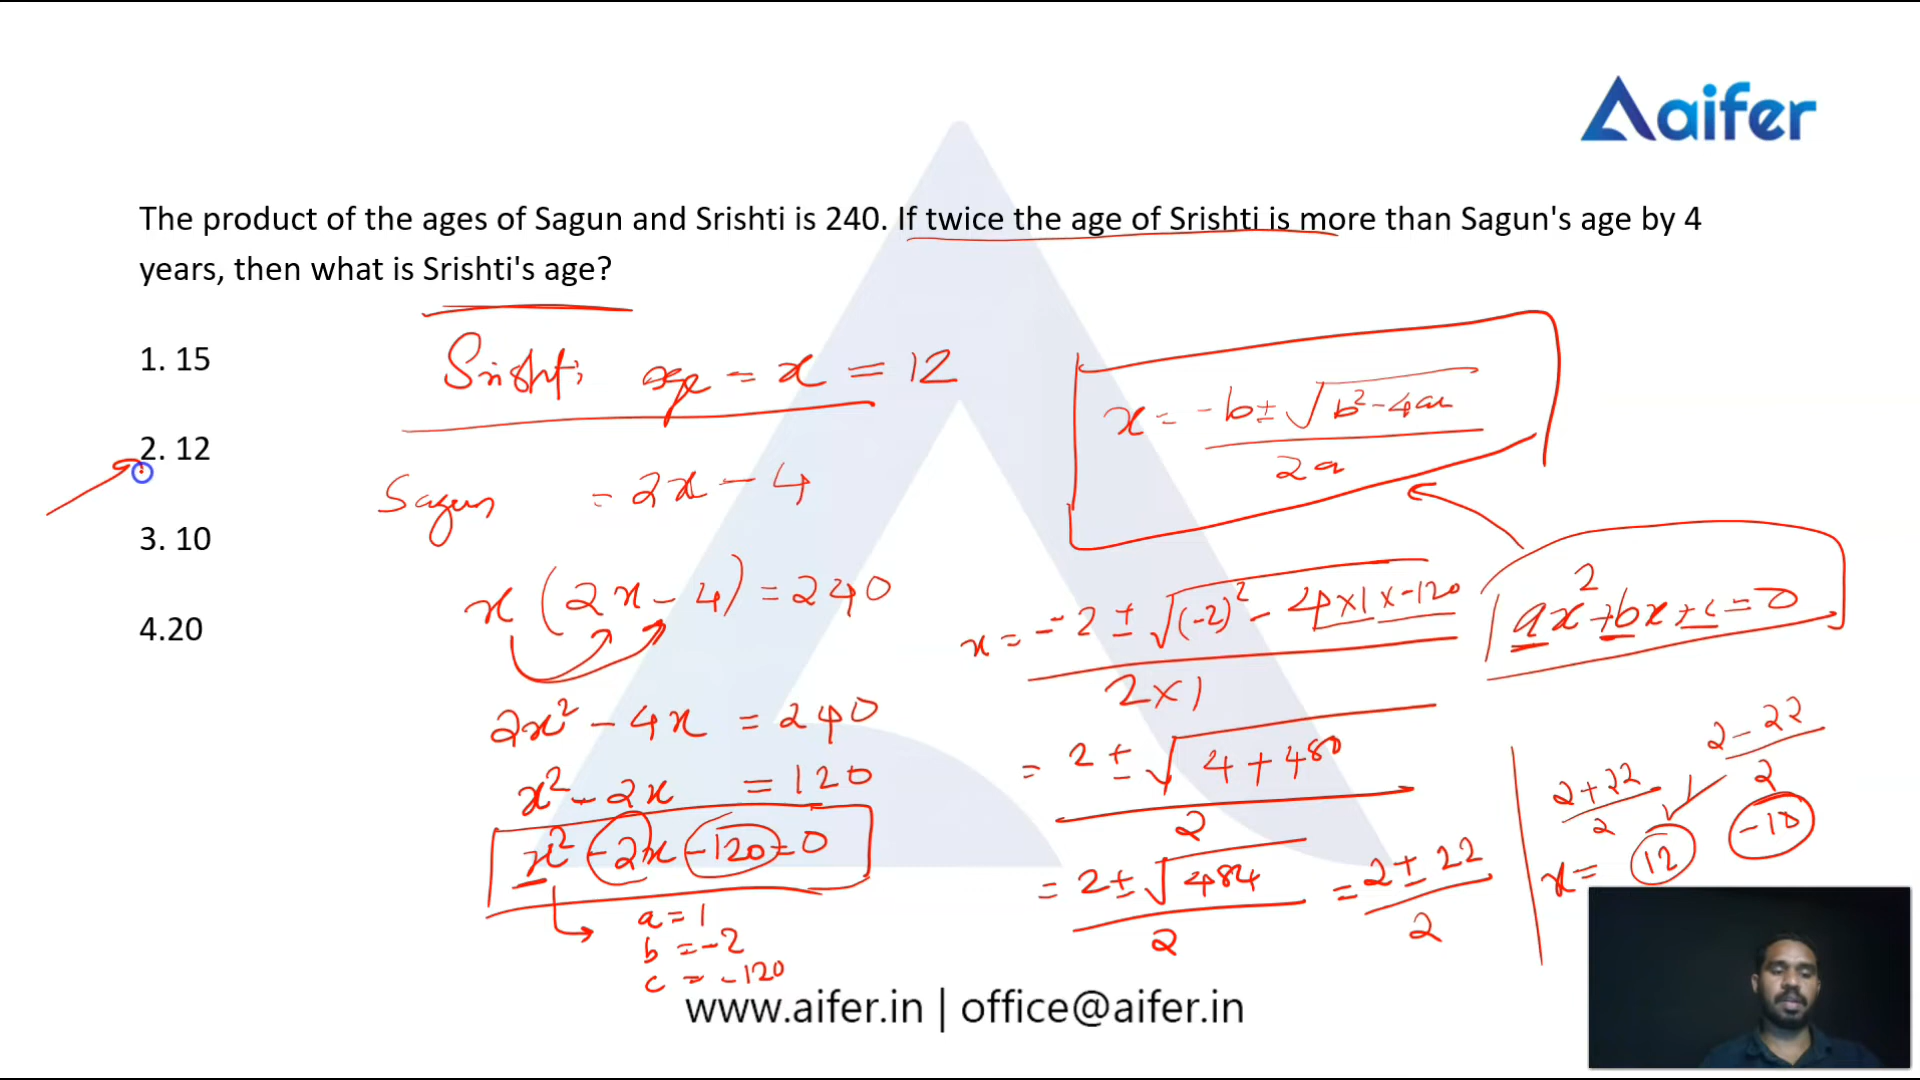 aifer
The product of the ages of Sagun and Srishti is 240. If twice the age of Srishti is more than Sagun's age by 4
years, then what is Srishti's age?
1. 15
2. 12
3. 10
4.20
Srishti age = x = 12
Sagun = 2x - 4
x (2x - 4) = 240
2x² - 4x = 240
x² - 2x = 120
x² - 2x - 120 = 0
a = 1
b = -2
c = -120
x = -b ± √b² - 4ac
2a
ax² + bx + c = 0
x = - -2 ± √(-2)² - 4×1×-120
2×1
= 2 ± √4 + 480
2
= 2 ± √484
2
= 2 ± 22
2
2 + 22
2
2 - 22
2
x = 12
-10
www.aifer.in | office@aifer.in